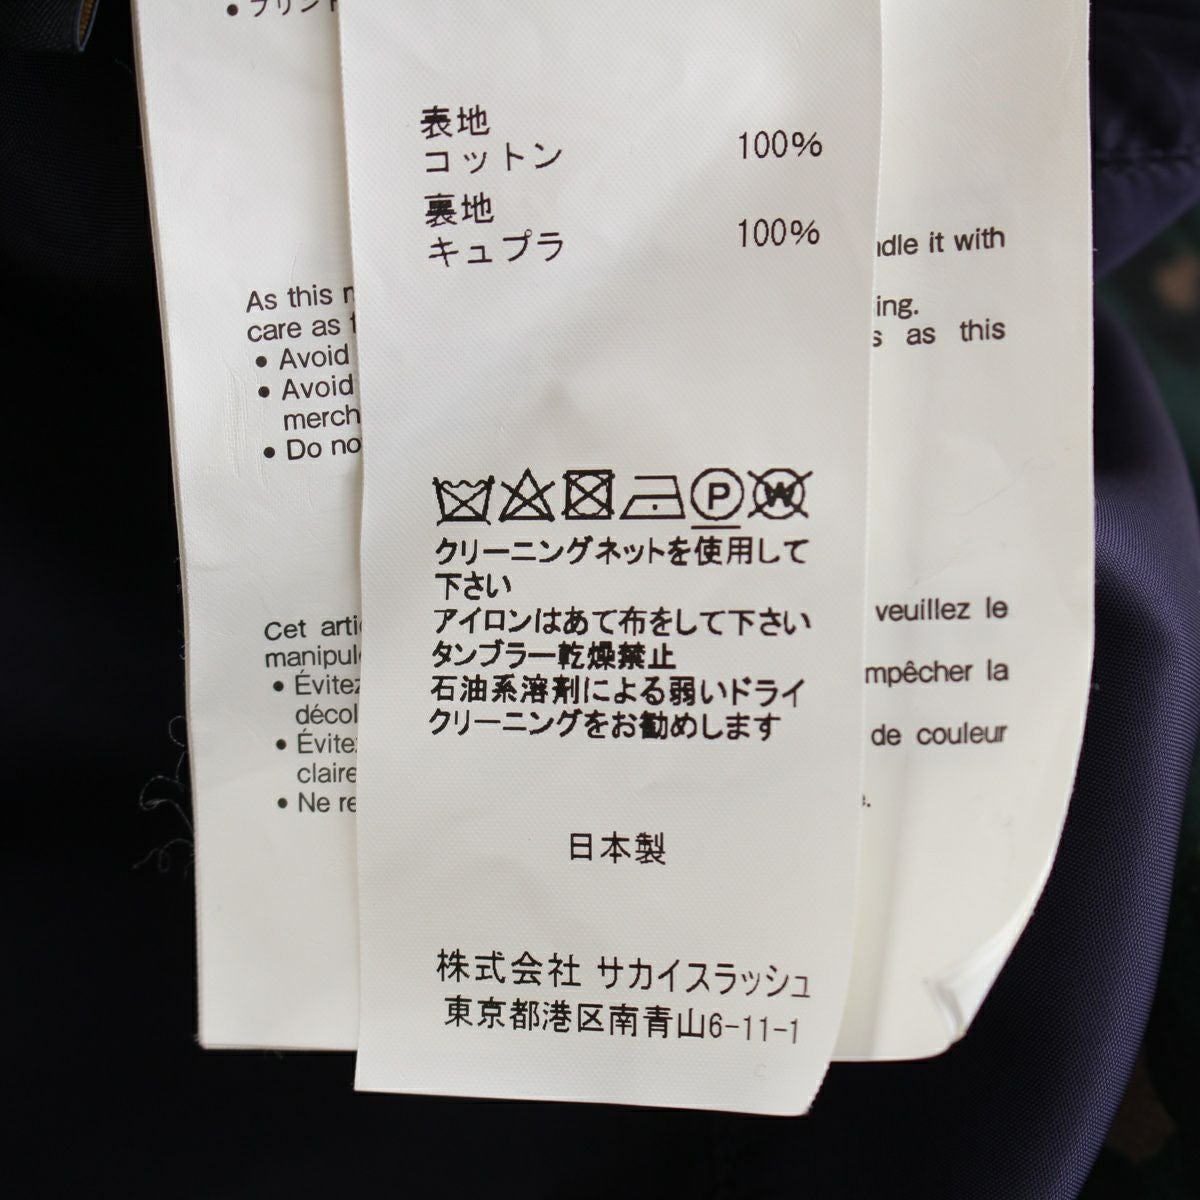 • プリント
表地
コットン 100%
裏地
キュプラ 100%
As this
care as
• Avoid
• Avoid
merch
• Do no
ndle it with
ing.
s as this
P W
クリーニングネットを使用して
下さい
アイロンはあて布をして下さい
タンブラー乾燥禁止
石油系溶剤による弱いドライ
クリーニングをお勧めします
日本製
株式会社 サカイスラッシュ
東京都港区南青山6-11-1
c
Cet arti
manipul
• Évitez
décol
• Évite
claire
• Ne re
veuillez le
mpêcher la
de couleur